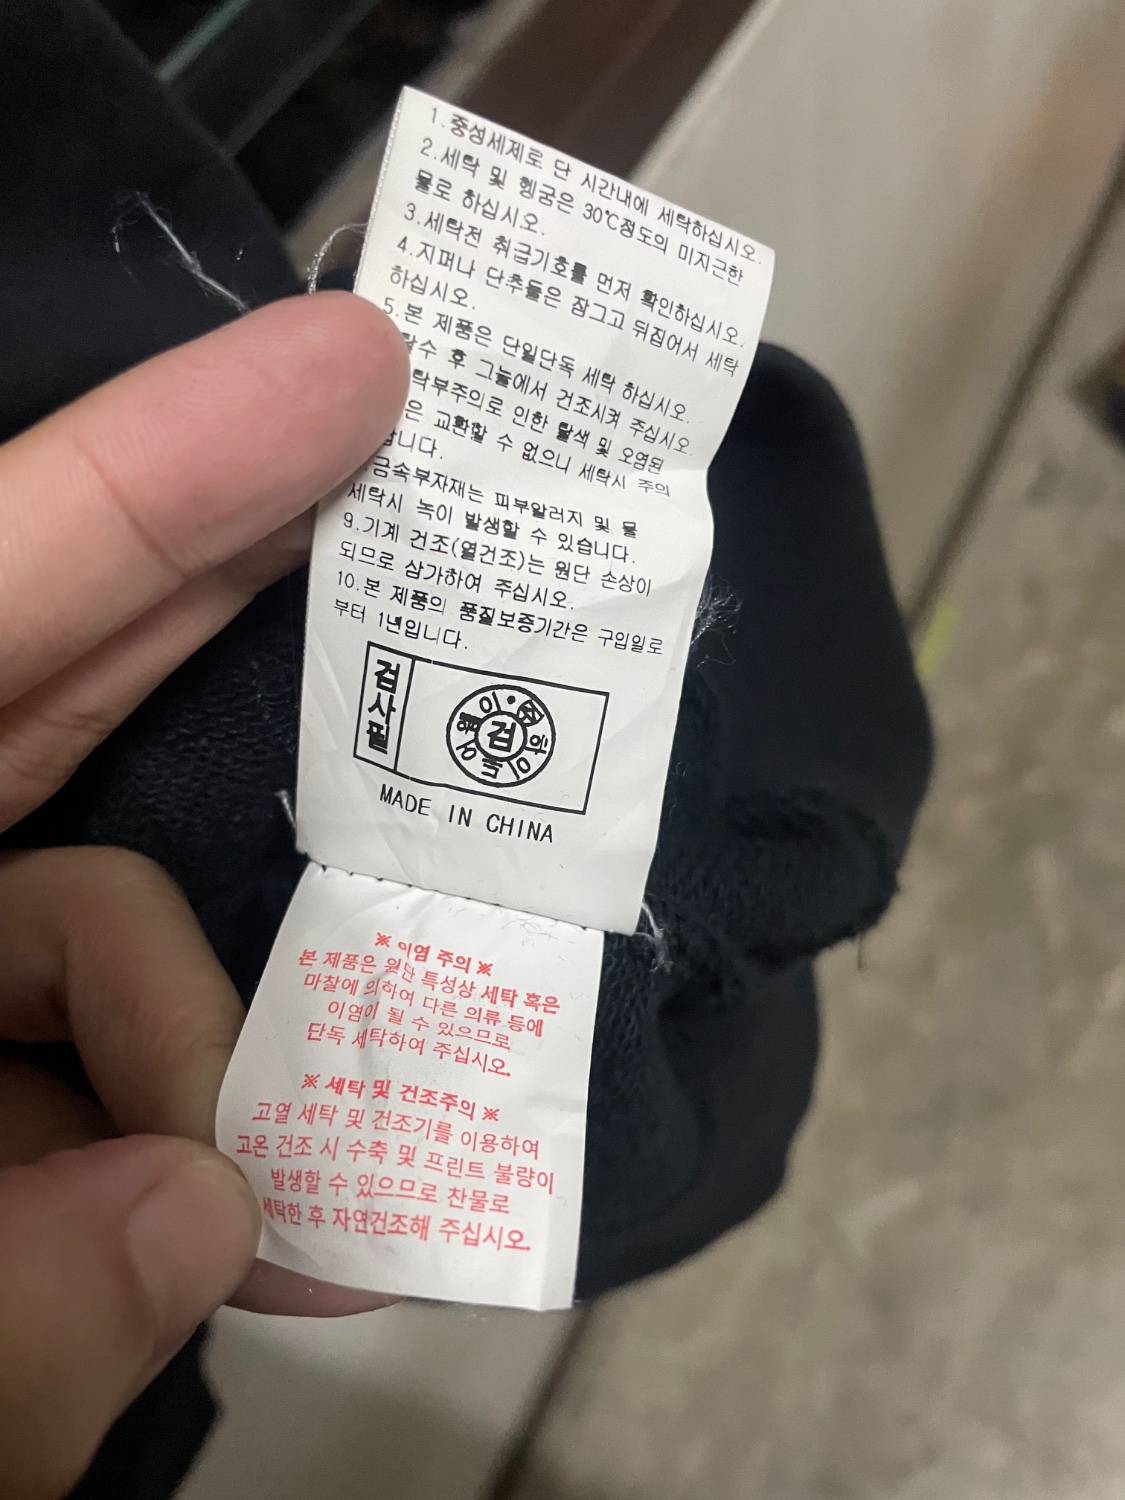 1.중성세제로 단 시간내에 세탁하십시오.
2.세탁 및 헹굼은 30℃정도의 미지근한
물로 하십시오.
3.세탁전 취급기호를 먼저 확인하십시오.
4.지퍼나 단추들은 잠그고 뒤집어서 세탁
하십시오.
5.본 제품은 단일단독 세탁 하십시오.
탈수 후 그늘에서 건조시켜 주십시오.
탁부주의로 인한 탈색 및 오염된
은 교환할 수 없으니 세탁시 주의
합니다.
금속부자재는 피부알러지 및 물
세탁시 녹이 발생할 수 있습니다.
9.기계 건조(열건조)는 원단 손상이
되므로 삼가하여 주십시오.
10.본 제품의 품질보증기간은 구입일로
부터 1년입니다.
검사필
검
MADE IN CHINA
※ 이염 주의 ※
본 제품은 원단 특성상 세탁 혹은
마찰에 의하여 다른 의류 등에
이염이 될 수 있으므로
단독 세탁하여 주십시오.
※ 세탁 및 건조주의 ※
고열 세탁 및 건조기를 이용하여
고온 건조 시 수축 및 프린트 불량이
발생할 수 있으므로 찬물로
세탁한 후 자연건조해 주십시오.